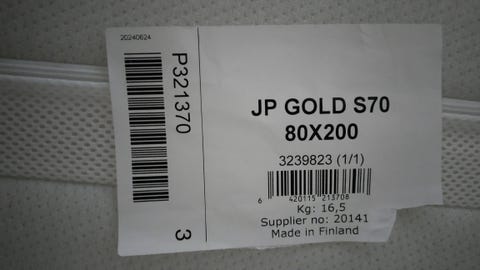 20240624
P321370
3
JP GOLD S70
80X200
3239823 (1/1)
6 420115 213708
Kg: 16,5
Supplier no: 20141
Made in Finland